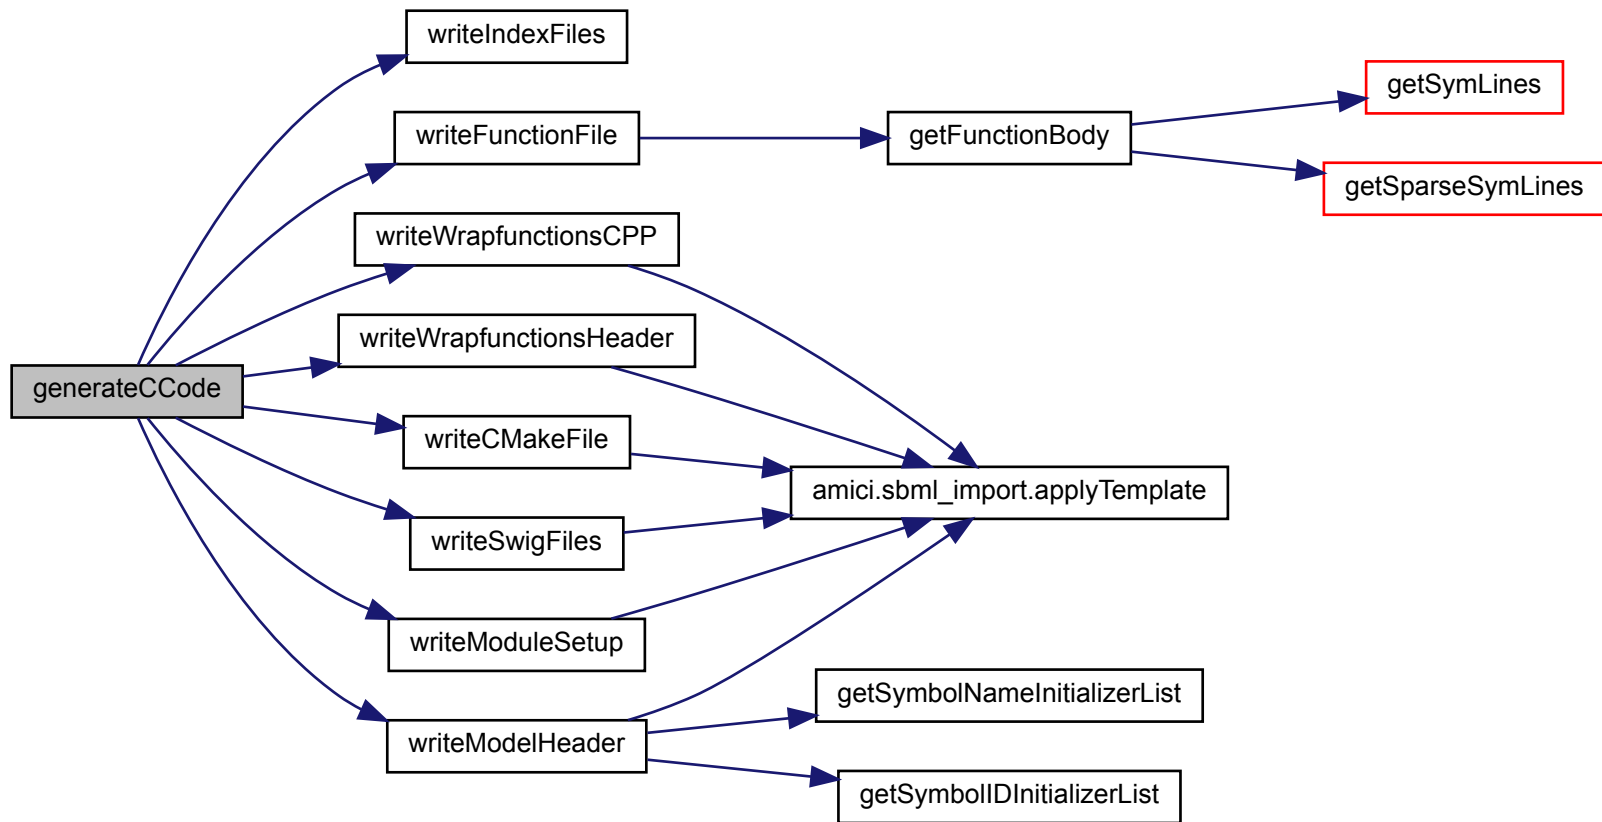 writeIndexFiles
getSymLines
writeFunctionFile
getFunctionBody
getSparseSymLines
writeWrapfunctionsCPP
writeWrapfunctionsHeader
generateCCode
writeCMakeFile
amici.sbml_import.applyTemplate
writeSwigFiles
writeModuleSetup
getSymbolNameInitializerList
writeModelHeader
getSymbolIDInitializerList